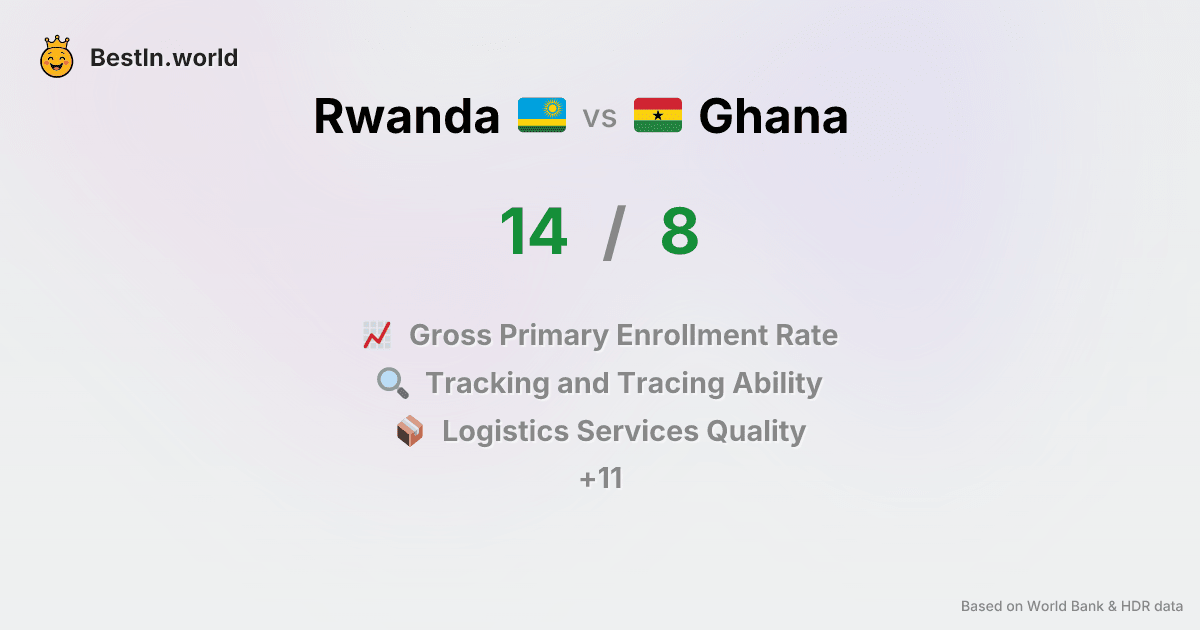 BestIn.world
Rwanda vs Ghana
14 / 8
Gross Primary Enrollment Rate
Tracking and Tracing Ability
Logistics Services Quality
+11
Based on World Bank & HDR data